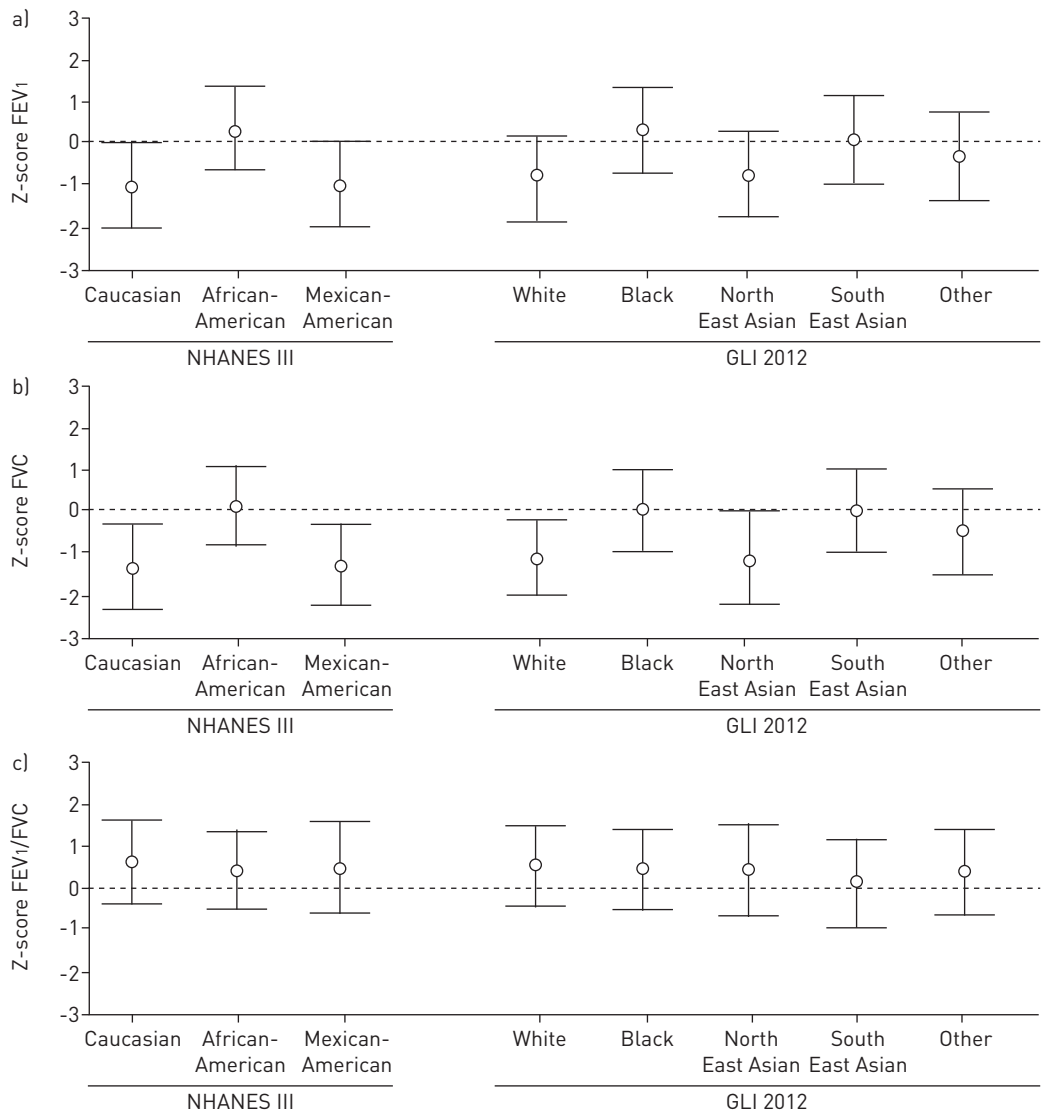 a)
Z-score FEV1
3
2
1
0
-1
-2
-3
Caucasian African- Mexican- White Black North South Other
American American East Asian East Asian
NHANES III GLI 2012
b)
Z-score FVC
3
2
1
0
-1
-2
-3
Caucasian African- Mexican- White Black North South Other
American American East Asian East Asian
NHANES III GLI 2012
c)
Z-score FEV1/FVC
3
2
1
0
-1
-2
-3
Caucasian African- Mexican- White Black North South Other
American American East Asian East Asian
NHANES III GLI 2012